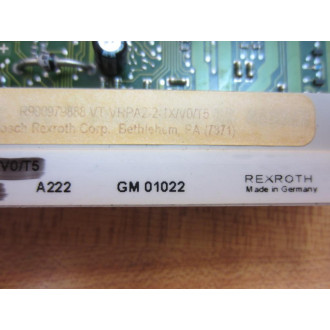 R900979888 VT-VRPA2-2-1X/V0/T5
Bosch Rexroth Corp., Bethlehem, PA (7871)
V0/T5
A222 GM 01022 REXROTH
Made in Germany